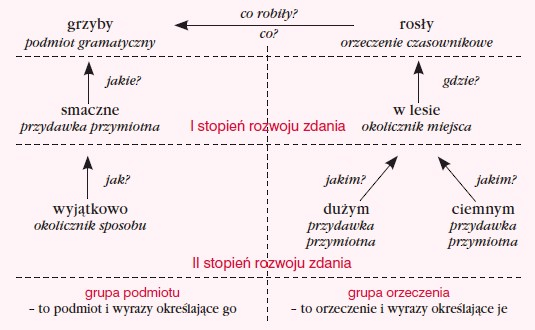 co robiły?
grzyby rosły
co?
podmiot gramatyczny orzeczenie czasownikowe
jakie? gdzie?
smaczne w lesie
przydawka przymiotna I stopień rozwoju zdania okolicznik miejsca
jak? jakim? jakim?
wyjątkowo dużym ciemnym
okolicznik sposobu przydawka przydawka
przymiotna przymiotna
II stopień rozwoju zdania
grupa podmiotu grupa orzeczenia
– to podmiot i wyrazy określające go – to orzeczenie i wyrazy określające je